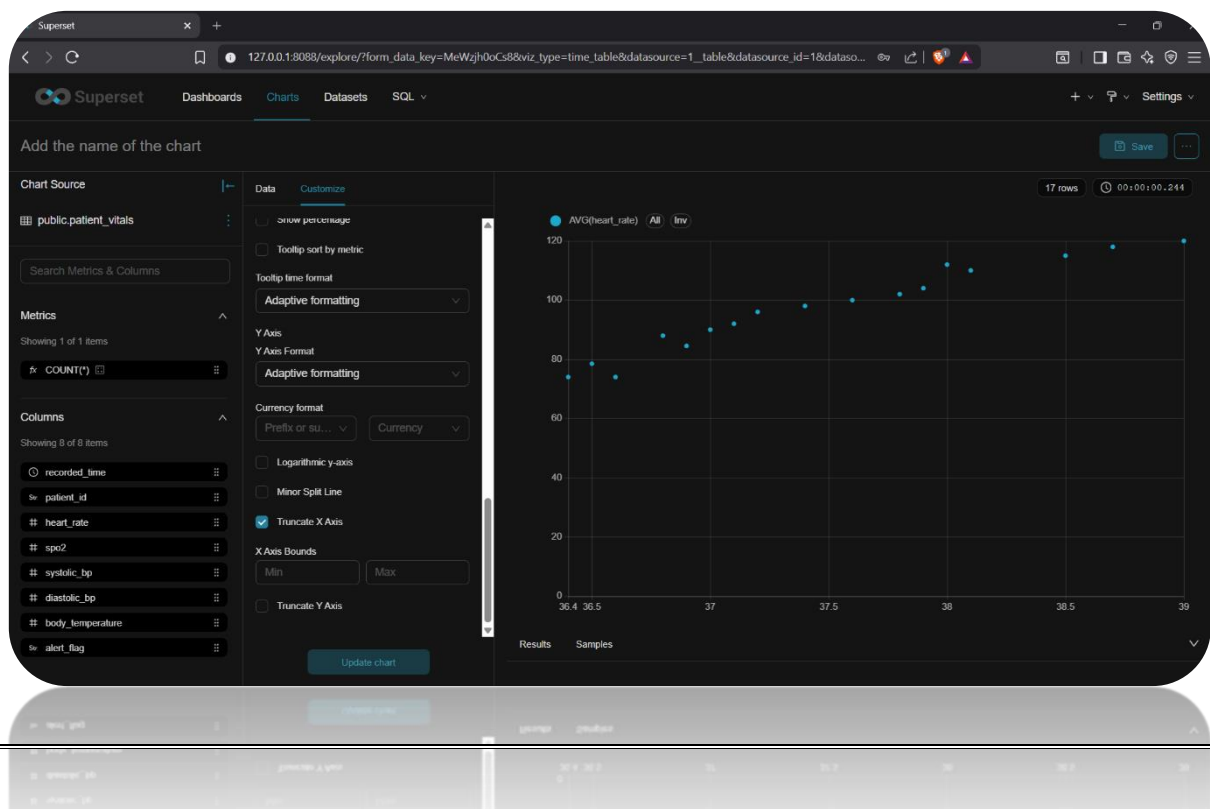 Superset
127.0.0.1:8088/explore/?form_data_key=MeWzjh0oCs88&viz_type=time_table&datasource=1__table&datasource_id=1&dataso...
Superset Dashboards Charts Datasets SQL Settings
Add the name of the chart
Save
Chart Source
Data Customize
17 rows 00:00:00.244
public.patient_vitals
Show percentage
AVG(heart_rate) All Inv
Tooltip sort by metric
Search Metrics & Columns
Tooltip time format
Adaptive formatting
Metrics
Showing 1 of 1 items
Y Axis
Y Axis Format
fx COUNT(*)
Adaptive formatting
Columns
Currency format
Showing 8 of 8 items
Prefix or su... Currency
recorded_time
Logarithmic y-axis
Str patient_id
Minor Split Line
# heart_rate
Truncate X Axis
# spo2
X Axis Bounds
# systolic_bp
Min Max
# diastolic_bp
Truncate Y Axis
# body_temperature
Str alert_flag
Update chart
120
100
80
60
40
20
0
36.4 36.5 37 37.5 38 38.5 39
Results Samples